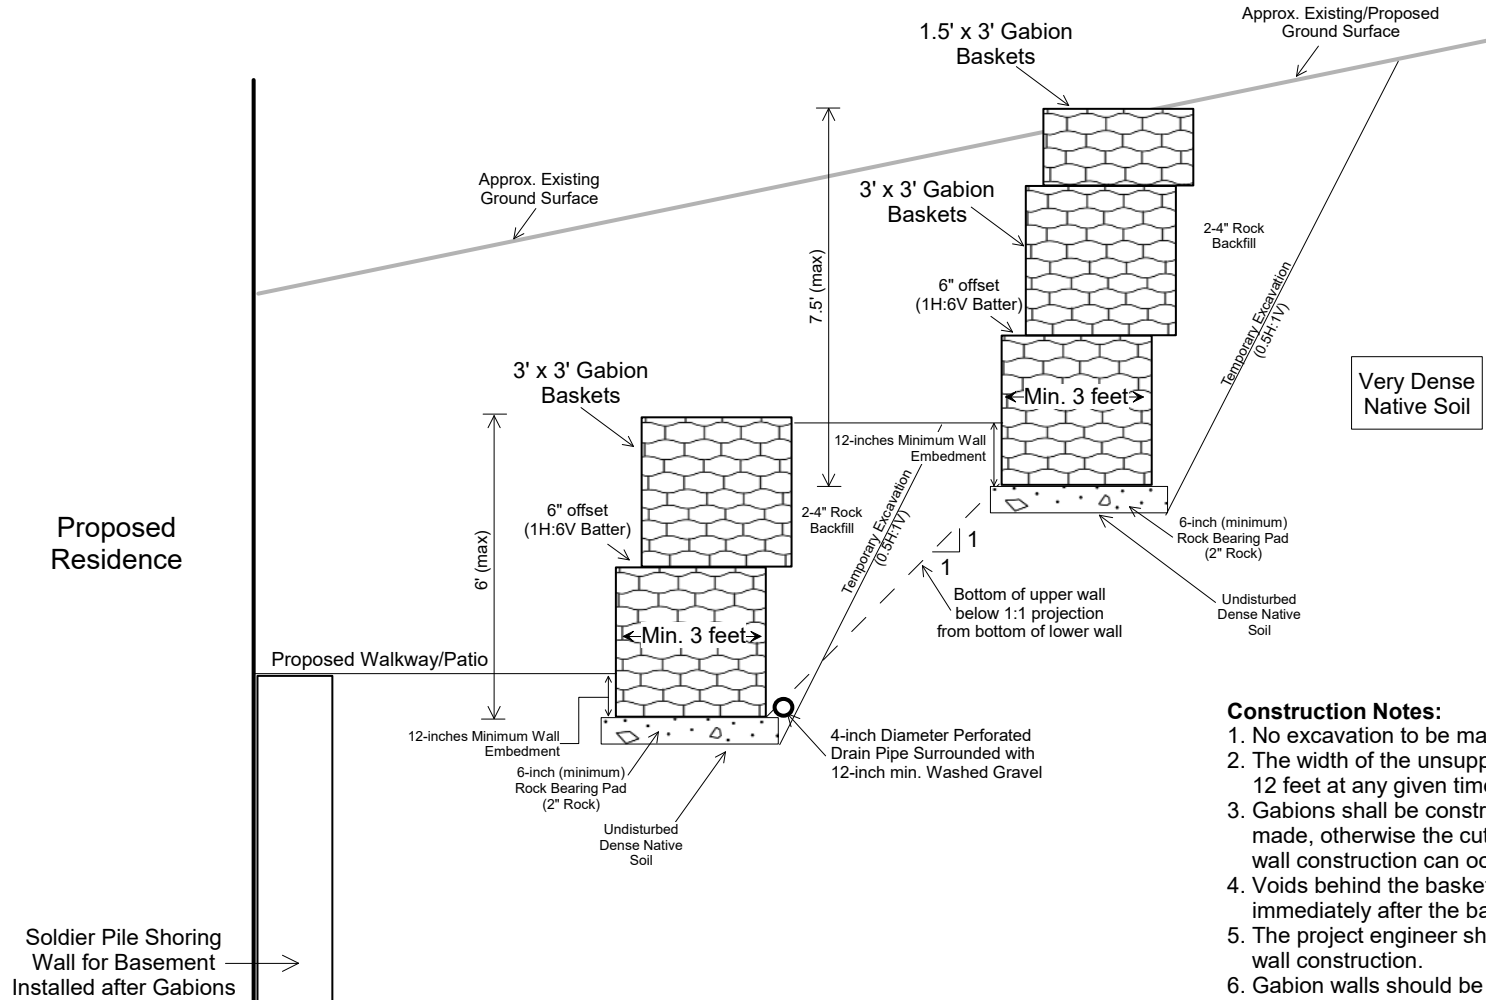 1.5' x 3' Gabion
Baskets
Approx. Existing/Proposed
Ground Surface
Approx. Existing
Ground Surface
3' x 3' Gabion
Baskets
2-4" Rock
Backfill
7.5' (max)
6" offset
(1H:6V Batter)
Temporary Excavation
(0.5H:1V)
3' x 3' Gabion
Baskets
Min. 3 feet
Very Dense
Native Soil
12-inches Minimum Wall
Embedment
6" offset
(1H:6V Batter)
2-4" Rock
Backfill
Temporary Excavation
(0.5H:1V)
Proposed
Residence
6' (max)
1
1
6-inch (minimum)
Rock Bearing Pad
(2" Rock)
Bottom of upper wall
below 1:1 projection
from bottom of lower wall
Undisturbed
Dense Native
Soil
Min. 3 feet
Proposed Walkway/Patio
12-inches Minimum Wall
Embedment
6-inch (minimum)
Rock Bearing Pad
(2" Rock)
4-inch Diameter Perforated
Drain Pipe Surrounded with
12-inch min. Washed Gravel
Undisturbed
Dense Native
Soil
Soldier Pile Shoring
Wall for Basement
Installed after Gabions
Construction Notes:
1. No excavation to be
2. The width of the
12 feet at any given
3. Gabions shall be
made, otherwise the
wall construction can
4. Voids behind the
immediately after the
5. The project engineer
wall construction.
6. Gabion walls should be